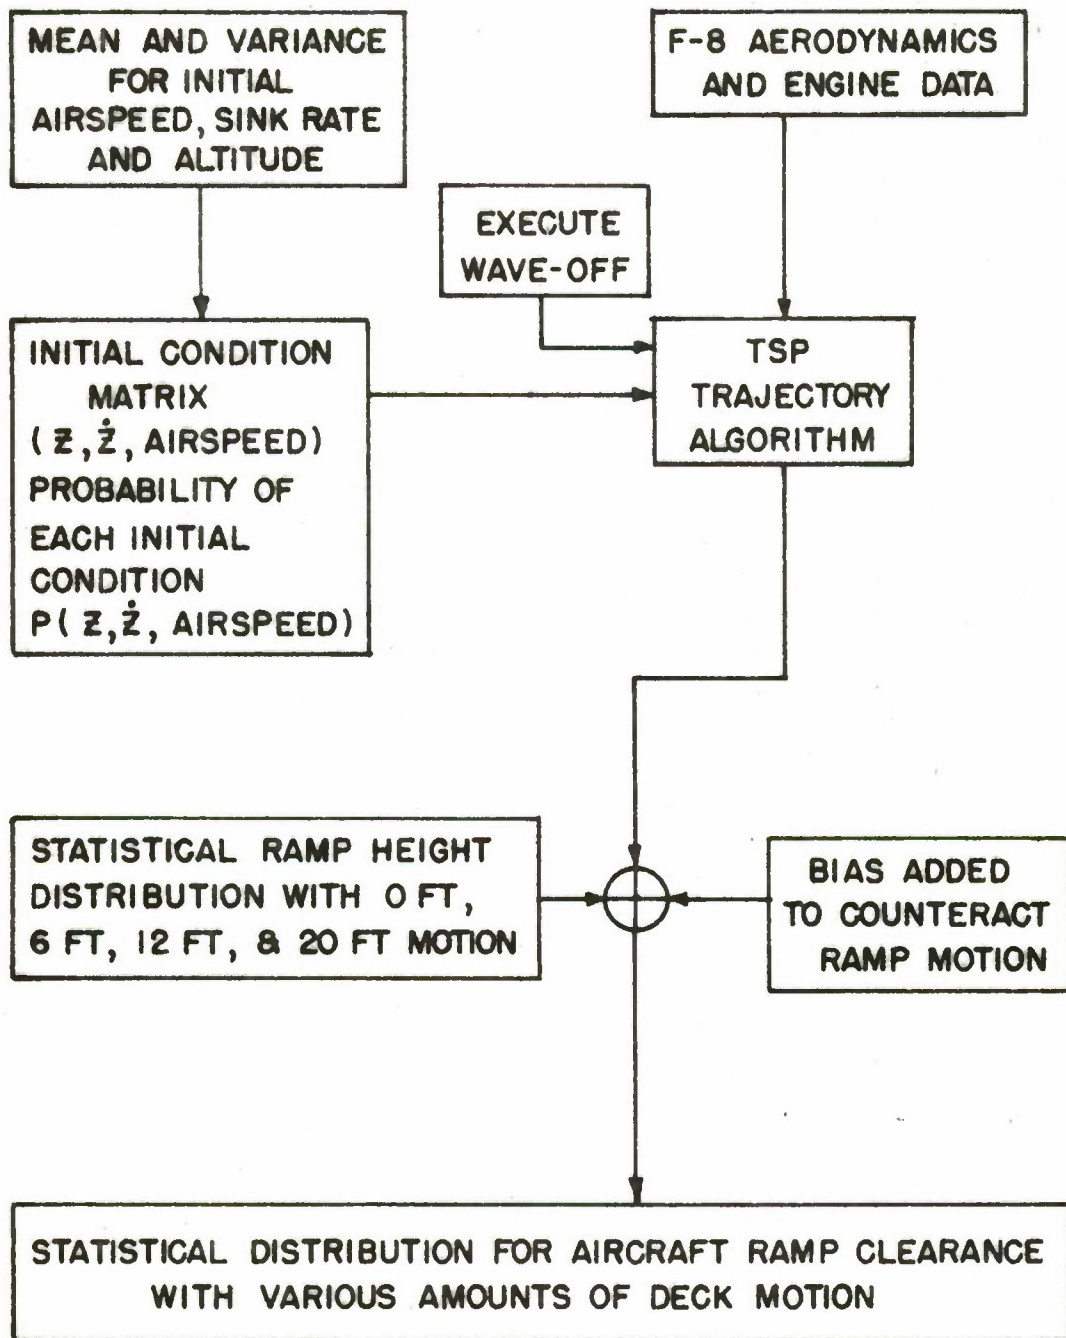 MEAN AND VARIANCE
FOR INITIAL
AIRSPEED, SINK RATE
AND ALTITUDE
F-8 AERODYNAMICS
AND ENGINE DATA
EXECUTE
WAVE-OFF
INITIAL CONDITION
MATRIX
(Z, Ż, AIRSPEED)
PROBABILITY OF
EACH INITIAL
CONDITION
P(Z, Ż, AIRSPEED)
TSP
TRAJECTORY
ALGORITHM
STATISTICAL RAMP HEIGHT
DISTRIBUTION WITH 0 FT,
6 FT, 12 FT, & 20 FT MOTION
BIAS ADDED
TO COUNTERACT
RAMP MOTION
STATISTICAL DISTRIBUTION FOR AIRCRAFT RAMP CLEARANCE
WITH VARIOUS AMOUNTS OF DECK MOTION